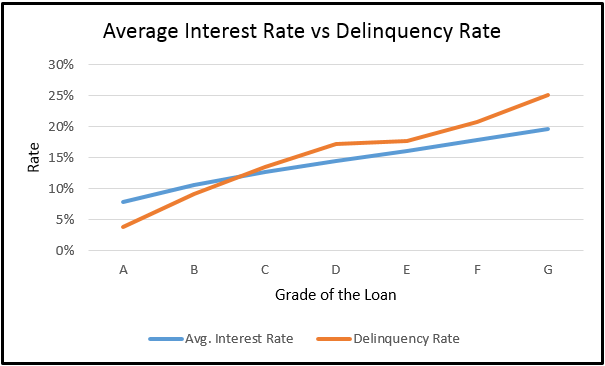 Average Interest Rate vs Delinquency Rate
30%
25%
20%
15%
10%
5%
0%
Rate
A B C D E F G
Grade of the Loan
Avg. Interest Rate Delinquency Rate